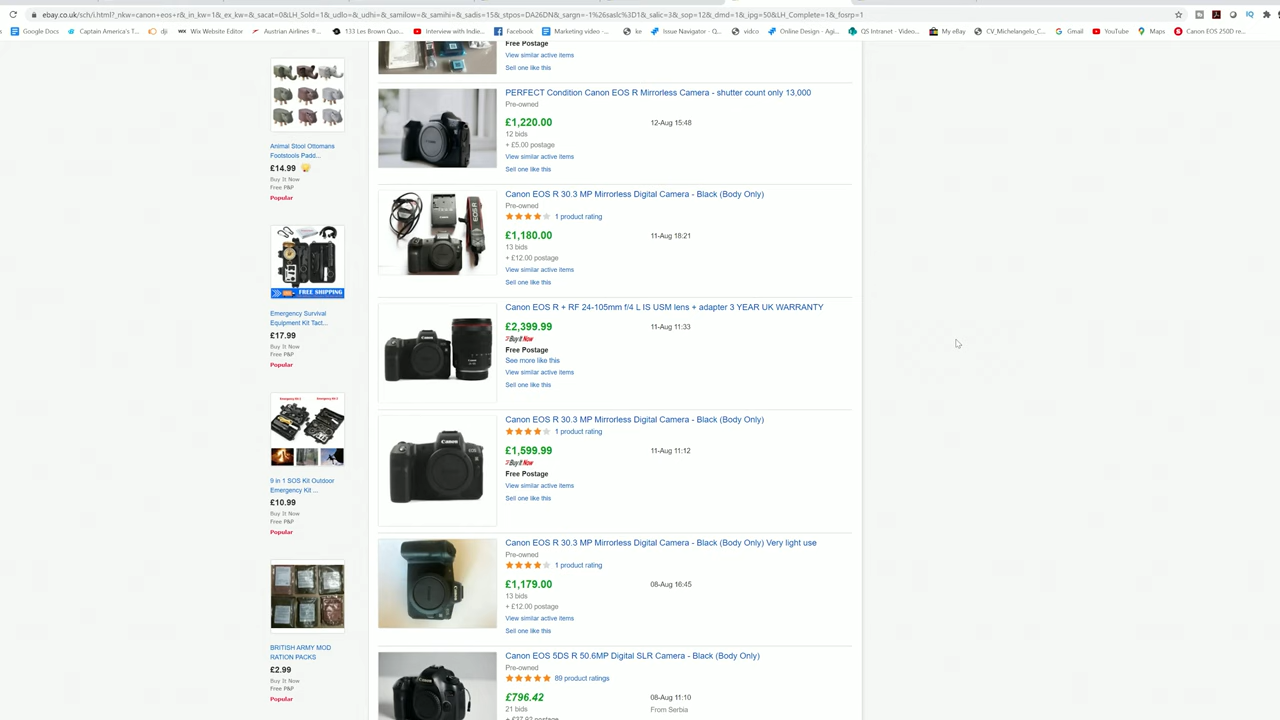 ebay.co.uk/sch/i.html?_nkw=canon+eos+r&_in_kw=1&_ex_kw=&_sacat=0&LH_Sold=1&_udlo=&_udhi=&_samilow=&_samihi=&_sadis=15&_stpos=DA26DN&_sargn=-1%26saslc%3D1&_salic=3&_sop=12&_dmd=1&_ipg=50&LH_Complete=1&_fosrp=1
Google Docs
Captain America's T...
dji
133 Les Brown Quo...
Wix Website Editor
Austrian Airlines ®...
Interview with Indie...
Facebook
Marketing video -...
ke
Issue Navigator - Q...
vidco
Online Design - Agi...
QS Intranet - Video...
My eBay
CV_Michelangelo_C...
Gmail
YouTube
Maps
Canon EOS 250D re...
Free Postage
View similar active items
Sell one like this
Animal Stool Ottomans
Footstools Padd...
£14.99
Buy It Now
Free P&P
Popular
PERFECT Condition Canon EOS R Mirrorless Camera - shutter count only 13,000
Pre-owned
£1,220.00 12-Aug 15:48
12 bids
+ £5.00 postage
View similar active items
Sell one like this
Canon EOS R 30.3 MP Mirrorless Digital Camera - Black (Body Only)
Pre-owned
1 product rating
£1,180.00 11-Aug 18:21
13 bids
+ £12.00 postage
View similar active items
Sell one like this
FREE SHIPPING
Emergency Survival
Equipment Kit Tact...
£17.99
Buy It Now
Free P&P
Popular
Canon EOS R + RF 24-105mm f/4 L IS USM lens + adapter 3 YEAR UK WARRANTY
£2,399.99 11-Aug 11:33
Buy It Now
Free Postage
See more like this
View similar active items
Sell one like this
9 in 1 SOS Kit Outdoor
Emergency Kit ...
£10.99
Buy It Now
Free P&P
Popular
Canon EOS R 30.3 MP Mirrorless Digital Camera - Black (Body Only)
1 product rating
£1,599.99 11-Aug 11:12
Buy It Now
Free Postage
View similar active items
Sell one like this
Canon EOS R 30.3 MP Mirrorless Digital Camera - Black (Body Only) Very light use
Pre-owned
1 product rating
£1,179.00 08-Aug 16:45
13 bids
+ £12.00 postage
View similar active items
Sell one like this
BRITISH ARMY MOD
RATION PACKS
£2.99
Buy It Now
Free P&P
Popular
Canon EOS 5DS R 50.6MP Digital SLR Camera - Black (Body Only)
Pre-owned
89 product ratings
£796.42 08-Aug 11:10
21 bids From Serbia
+ £37.92 postage